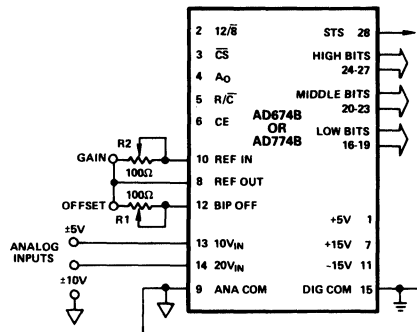 2 12/8̅ STS 28
3 C̅S̅ HIGH BITS
24-27
4 A₀
MIDDLE BITS
5 R/C̅ 20-23
6 CE AD674B
OR
AD774B
LOW BITS
16-19
R2
GAIN
100Ω
10 REF IN
8 REF OUT
100Ω
OFFSET
R1
12 BIP OFF
+5V 1
±5V
ANALOG
INPUTS
13 10VIN +15V 7
14 20VIN -15V 11
±10V
9 ANA COM DIG COM 15